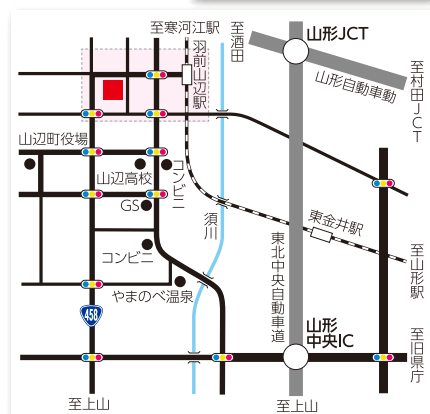 至寒河江駅
至酒田
山形JCT
羽前山辺駅
山形自動車動
至村田JCT
山辺町役場
山辺高校
コンビニ
GS
須川
東金井駅
コンビニ
東北中央自動車道
至山形駅
やまのべ温泉
458
山形
中央IC
至旧県庁
至上山
至上山